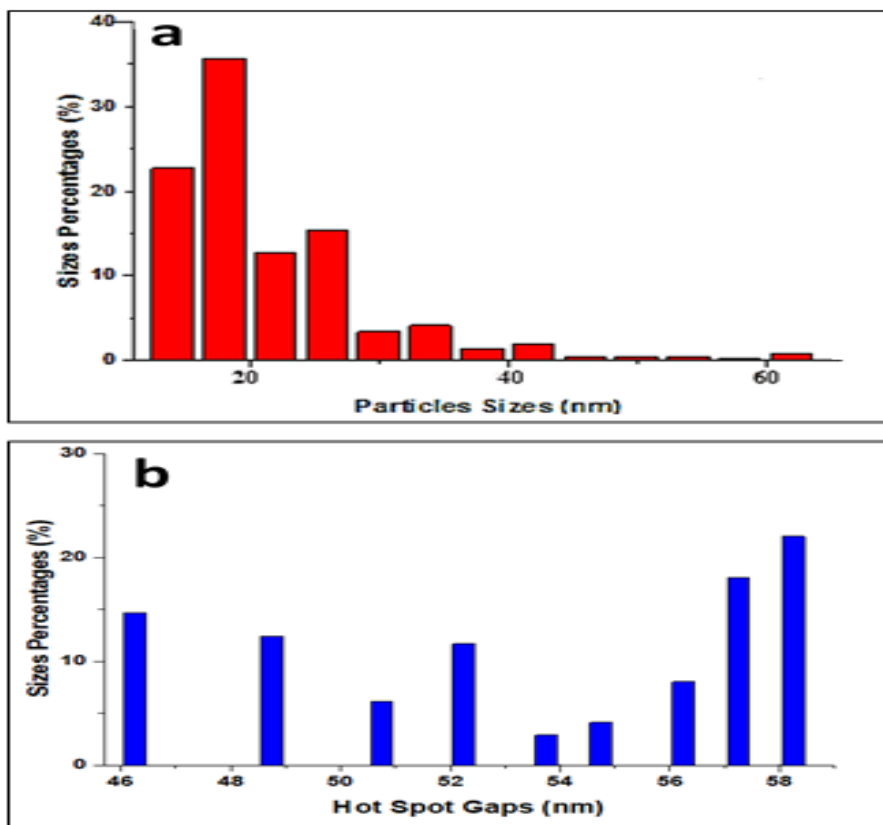 a
40
30
20
10
0
Sizes Percentages (%)
20 40 60
Particles Sizes (nm)
b
30
20
10
0
Sizes Percentages (%)
46 48 50 52 54 56 58
Hot Spot Gaps (nm)